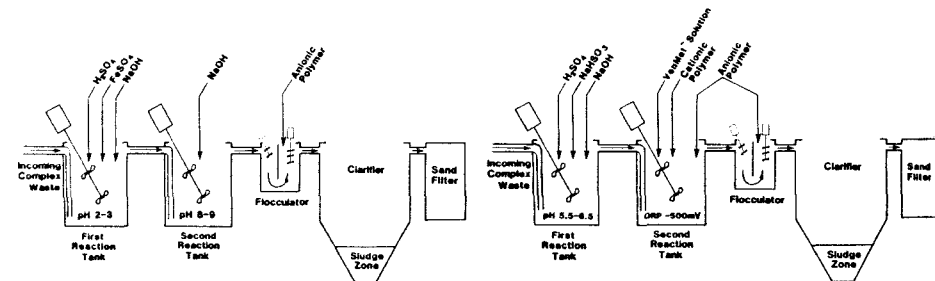 H₂SO₄
FeSO₄
NaOH
NaOH
Anionic
Polymer
Incoming
Complex
Waste
pH 2-3
First
Reaction
Tank
pH 8-9
Second
Reaction
Tank
Flocculator
Clarifier
Sludge
Zone
Sand
Filter
H₂SO₄
NaHSO₃
NaOH
VenMet™ Solution
Cationic
Polymer
Anionic
Polymer
Incoming
Complex
Waste
pH 5.5-6.5
First
Reaction
Tank
ORP -500mV
Second
Reaction
Tank
Flocculator
Clarifier
Sludge
Zone
Sand
Filter